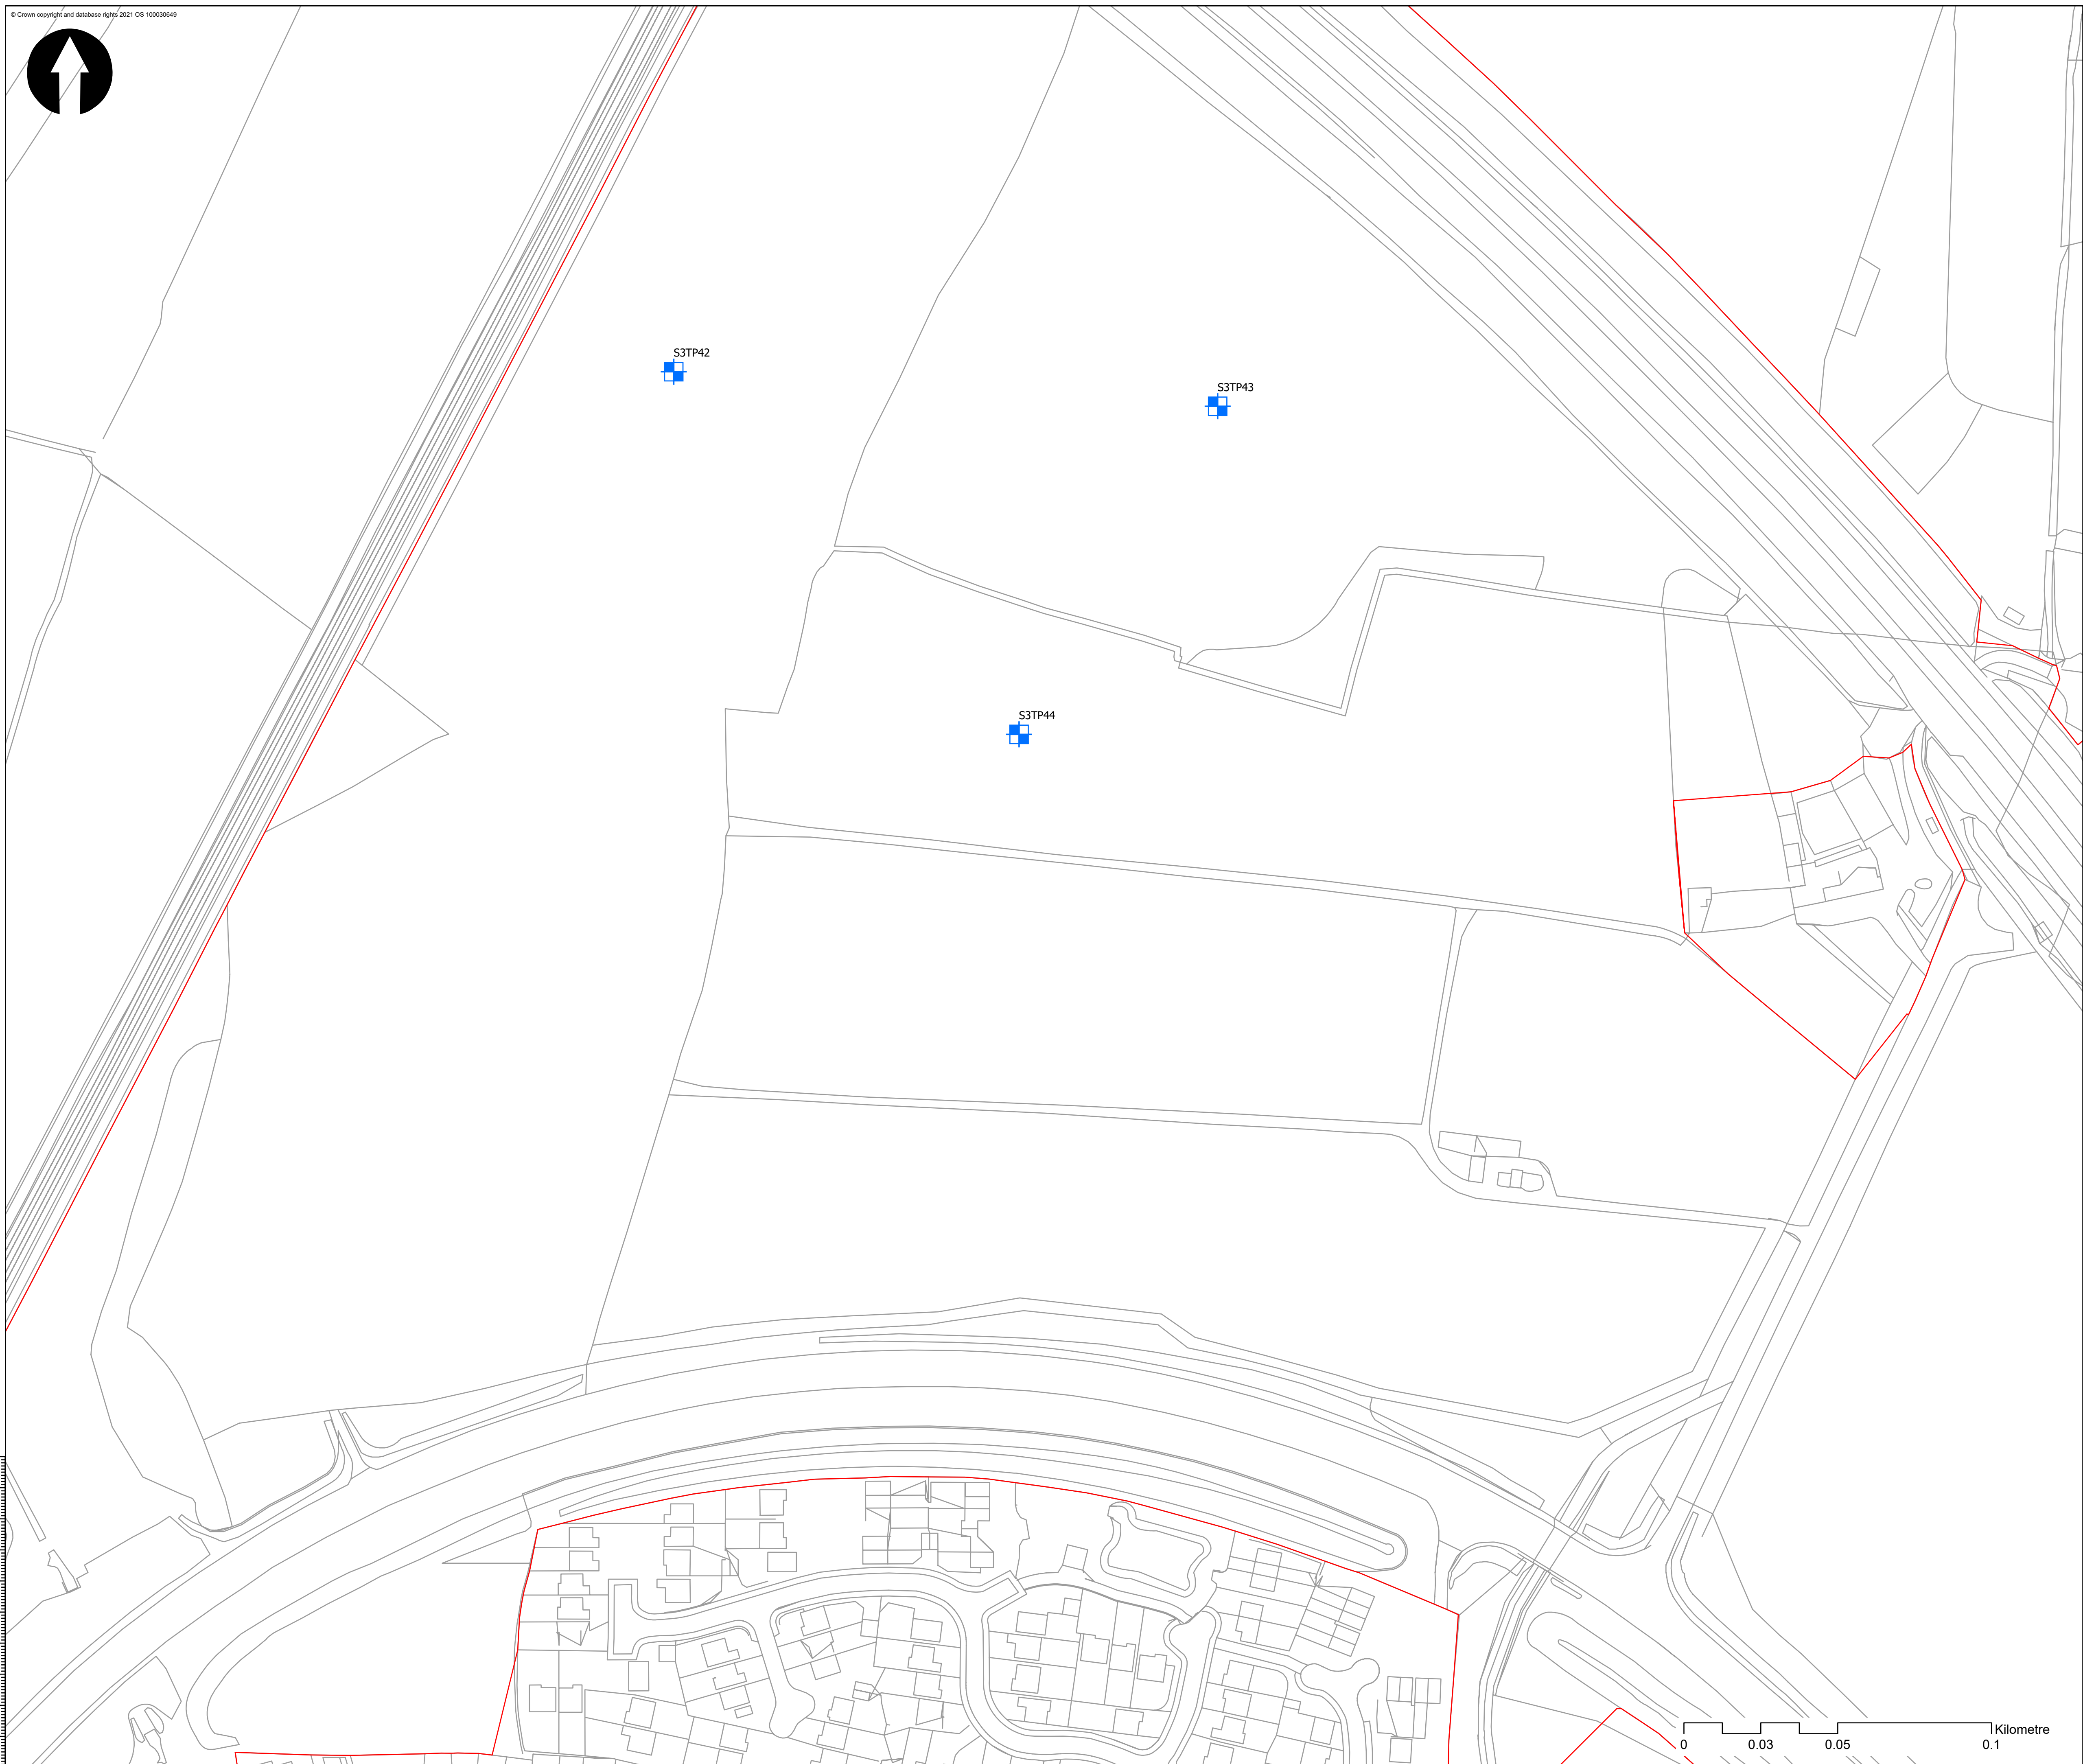 © Crown copyright and database rights 2021 OS 100030649
S3TP42
S3TP43
S3TP44
Kilometre
0 0.03 0.05 0.1